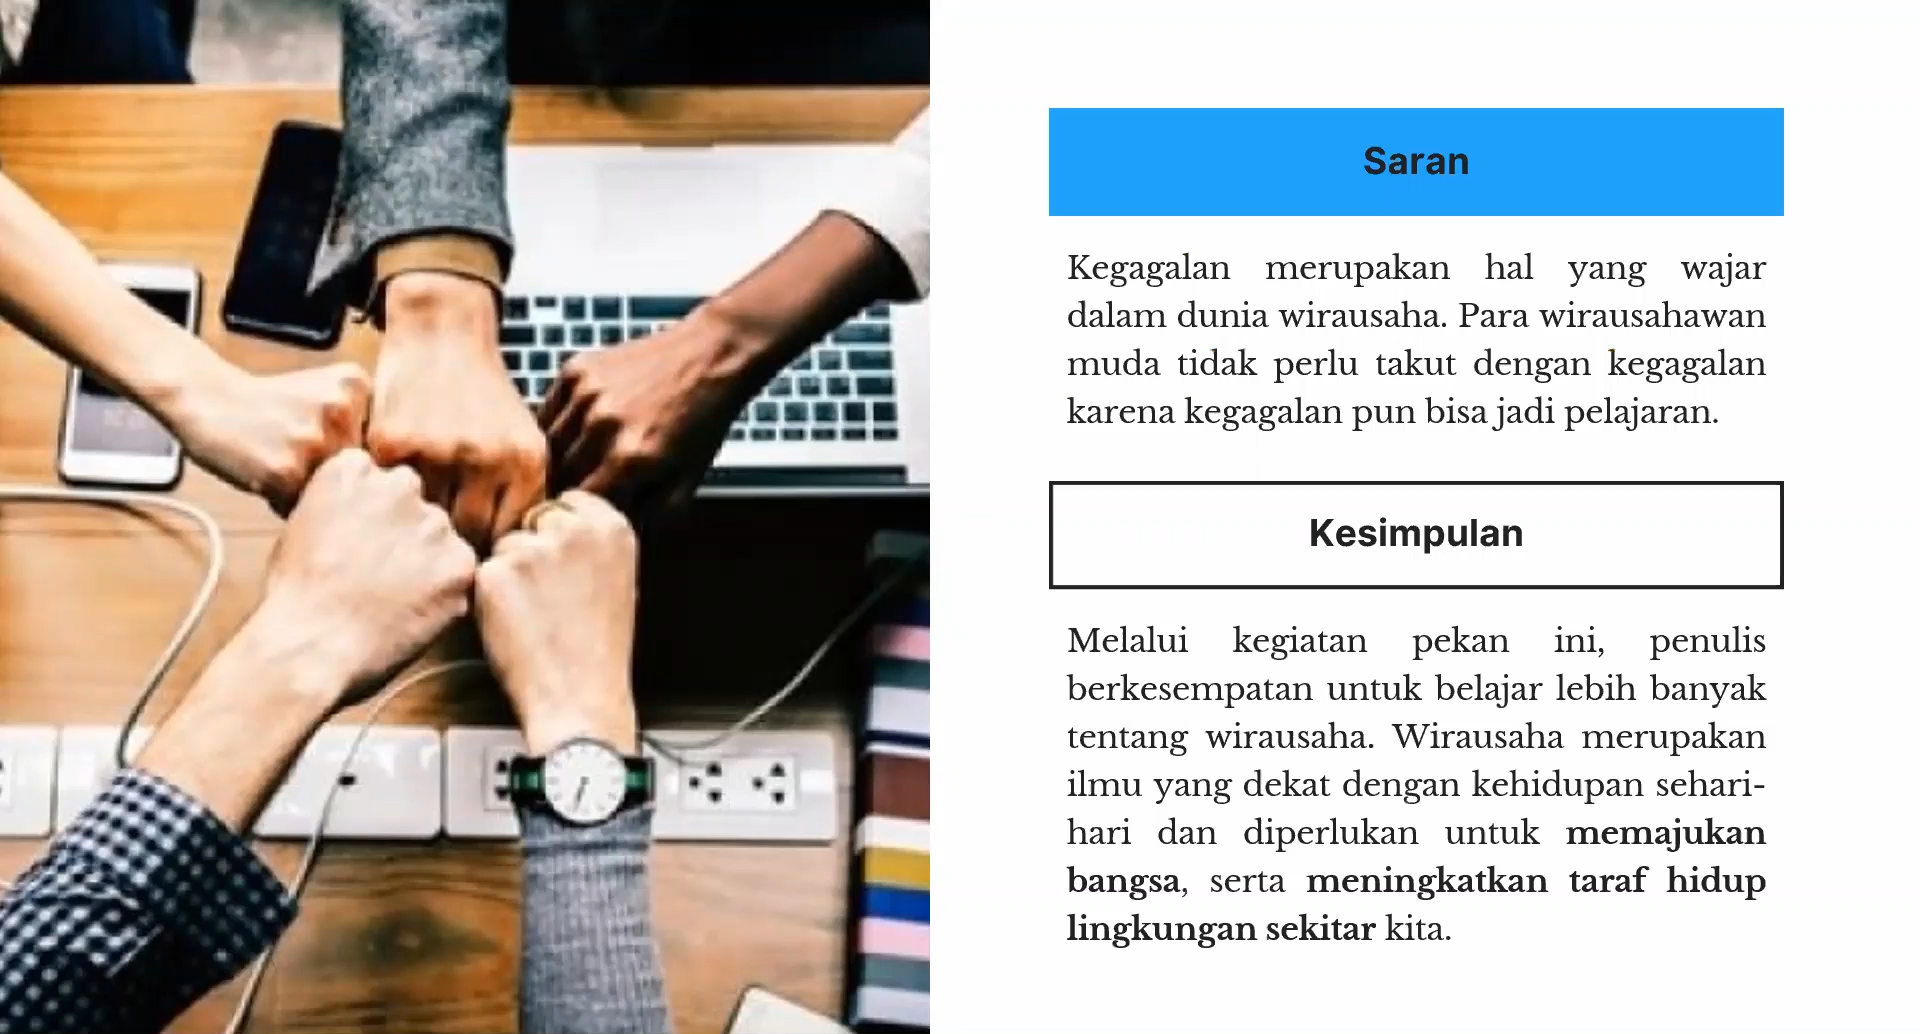 Saran
Kegagalan merupakan hal yang wajar
dalam dunia wirausaha. Para wirausahawan
muda tidak perlu takut dengan kegagalan
karena kegagalan pun bisa jadi pelajaran.
Kesimpulan
Melalui kegiatan pekan ini, penulis
berkesempatan untuk belajar lebih banyak
tentang wirausaha. Wirausaha merupakan
ilmu yang dekat dengan kehidupan sehari-
hari dan diperlukan untuk memajukan
bangsa, serta meningkatkan taraf hidup
lingkungan sekitar kita.